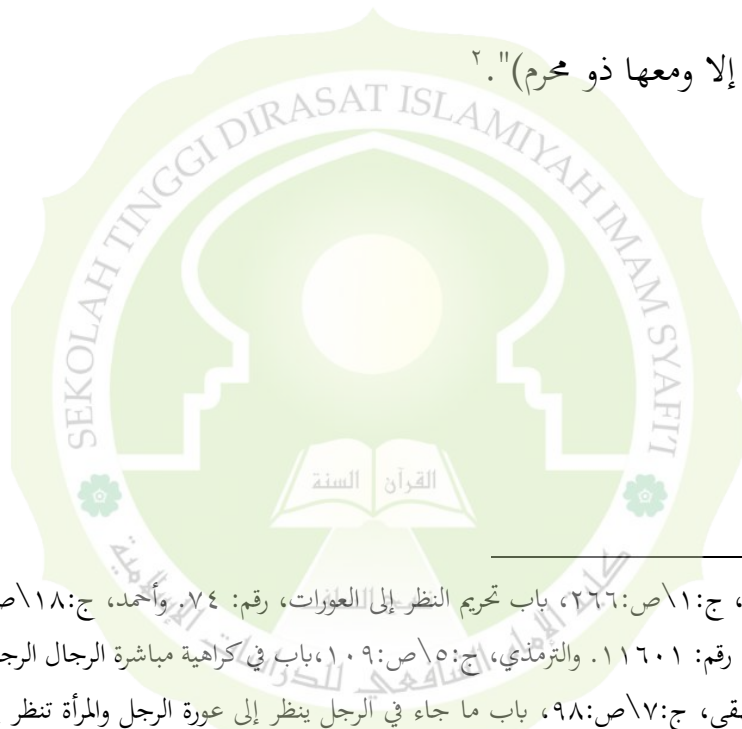 إلا ومعها ذو محرم)".٢
SEKOLAH TINGGI DIRASAT ISLAMIYAH IMAM SYAFI'I
القرآن السنة
، ج:١\ص:٢٦٦، باب تحريم النظر إلى العورات، رقم: ٧٤. وأحمد، ج:١٨\ص
رقم: ١١٦٠١. والترمذي، ج:٥\ص:١٠٩،باب في كراهية مباشرة الرجال الرجـ
ـقى، ج:٧\ص:٩٨، باب ما جاء في الرجل ينظر إلى عورة الرجل والمرأة تنظر